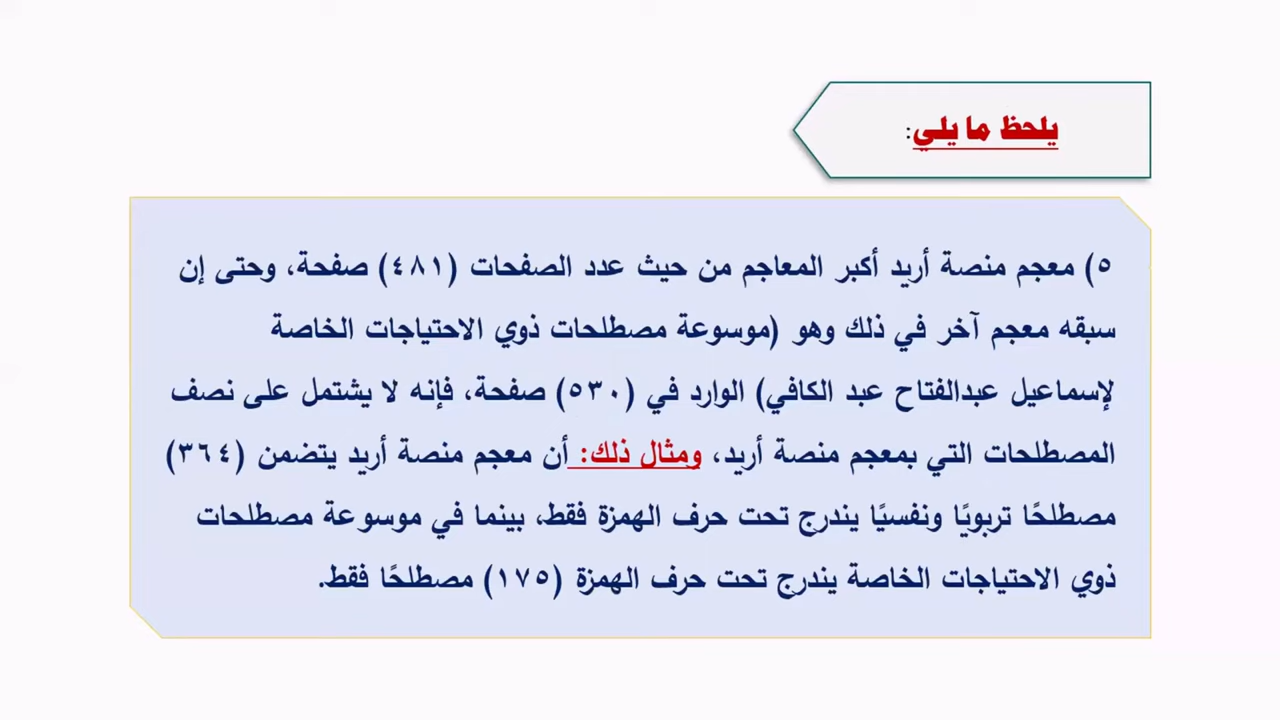 يلحظ ما يلي:
٥) معجم منصة أريد أكبر المعاجم من حيث عدد الصفحات (٤٨١) صفحة، وحتى إن
سبقه معجم آخر في ذلك وهو (موسوعة مصطلحات ذوي الاحتياجات الخاصة
لإسماعيل عبدالفتاح عبد الكافي) الوارد في (٥٣٠) صفحة، فإنه لا يشتمل على نصف
المصطلحات التي بمعجم منصة أريد، ومثال ذلك: أن معجم منصة أريد يتضمن (٣٦٤)
مصطلحًا تربويًا ونفسيًا يندرج تحت حرف الهمزة فقط، بينما في موسوعة مصطلحات
ذوي الاحتياجات الخاصة يندرج تحت حرف الهمزة (١٧٥) مصطلحًا فقط.